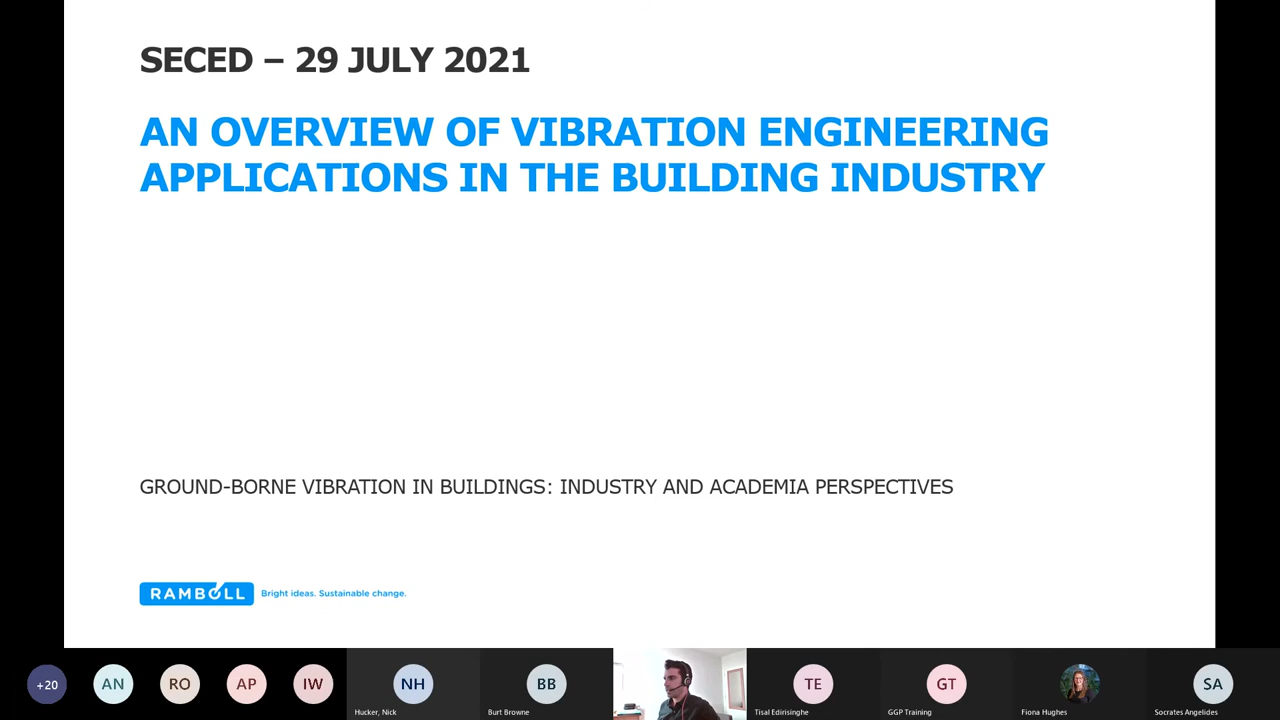 SECED – 29 JULY 2021
AN OVERVIEW OF VIBRATION ENGINEERING
APPLICATIONS IN THE BUILDING INDUSTRY
GROUND-BORNE VIBRATION IN BUILDINGS: INDUSTRY AND ACADEMIA PERSPECTIVES
RAMBOLL Bright ideas. Sustainable change.
+20
AN
RO
AP
IW
NH
BB
TE
GT
SA
Hucker, Nick
Burt Browne
Tisal Edirisinghe
GGP Training
Fiona Hughes
Socrates Angelides